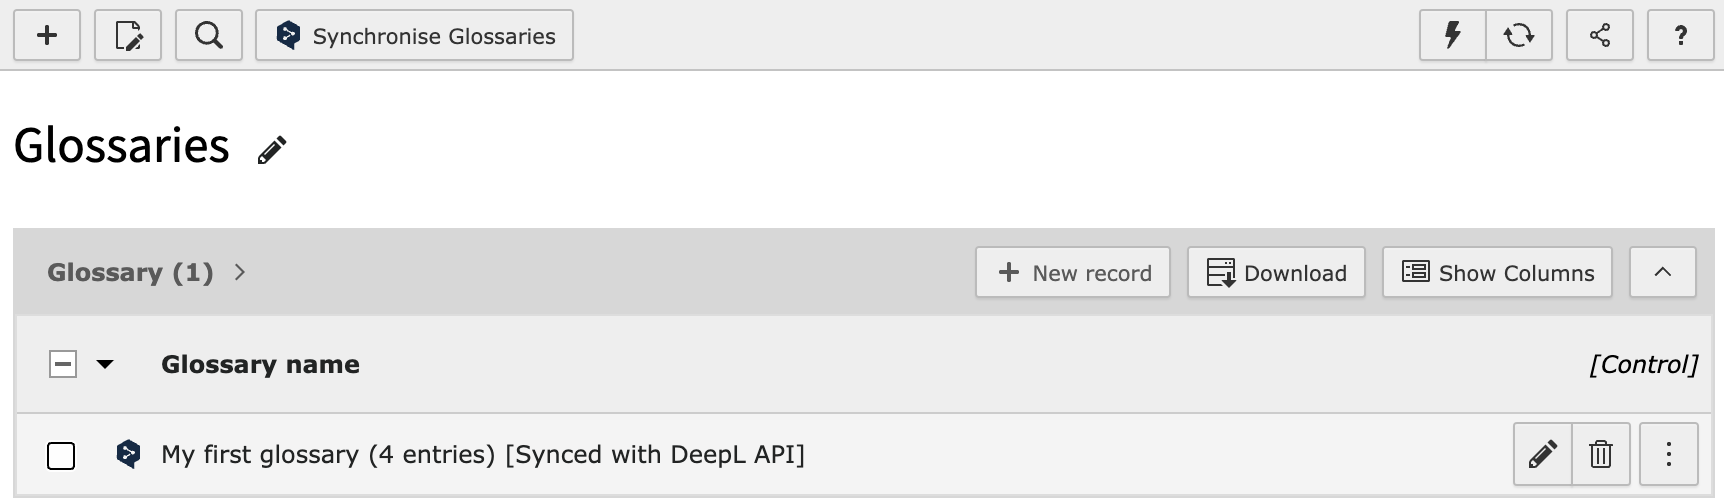 Synchronise Glossaries
?
Glossaries
Glossary (1)
New record
Download
Show Columns
Glossary name
[Control]
My first glossary (4 entries) [Synced with DeepL API]